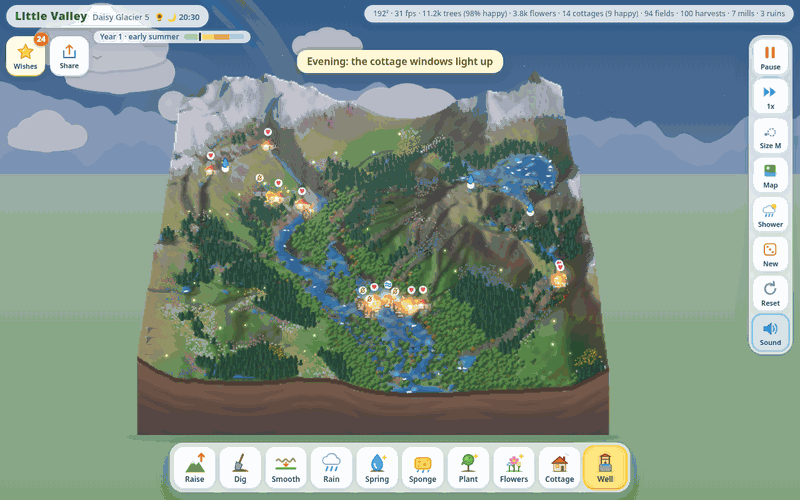 Little Valley Daisy Glacier 5 20:30
192² · 31 fps · 11.2k trees (98% happy) · 3.8k flowers · 14 cottages (9 happy) · 94 fields · 100 harvests · 7 mills · 3 ruins
Year 1 · early summer
24
Wishes
Share
Evening: the cottage windows light up
Pause
1x
Size M
Map
Shower
New
Reset
Sound
Raise
Dig
Smooth
Rain
Spring
Sponge
Plant
Flowers
Cottage
Well